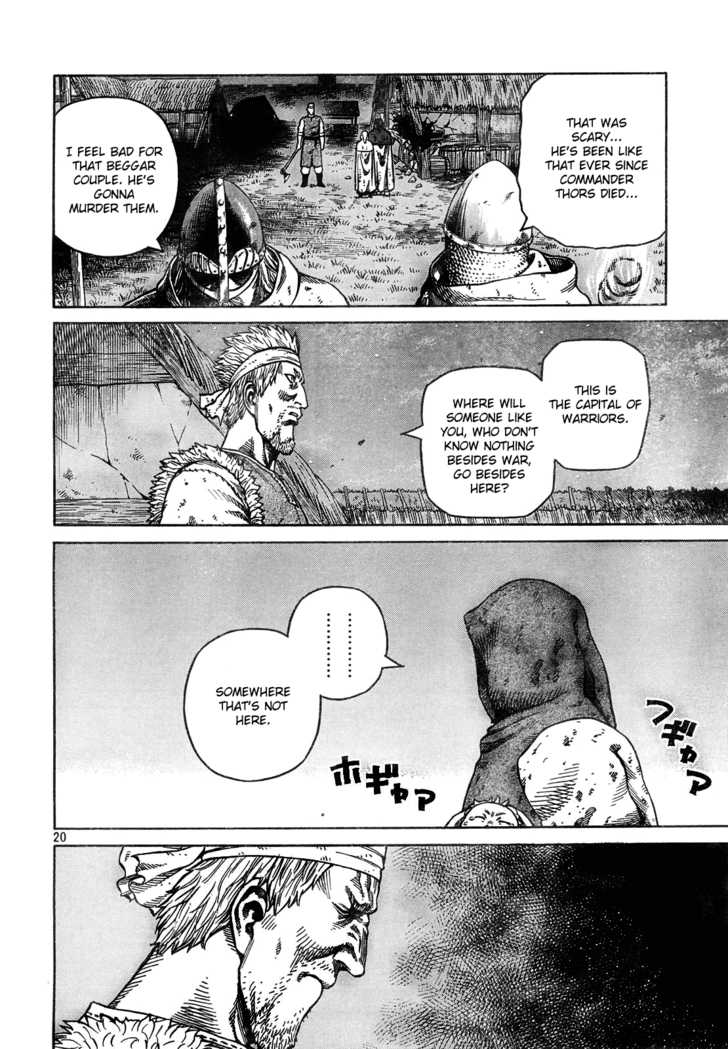 THAT WAS
SCARY...
HE'S BEEN LIKE
THAT EVER SINCE
COMMANDER
THORS DIED...
I FEEL BAD FOR
THAT BEGGAR
COUPLE. HE'S
GONNA
MURDER THEM.
THIS IS
THE CAPITAL OF
WARRIORS.
WHERE WILL
SOMEONE LIKE
YOU, WHO DON'T
KNOW NOTHING
BESIDES WAR,
GO BESIDES
HERE?
フギャァ
..........
..........
SOMEWHERE
THAT'S NOT
HERE.
ホギャァ
20